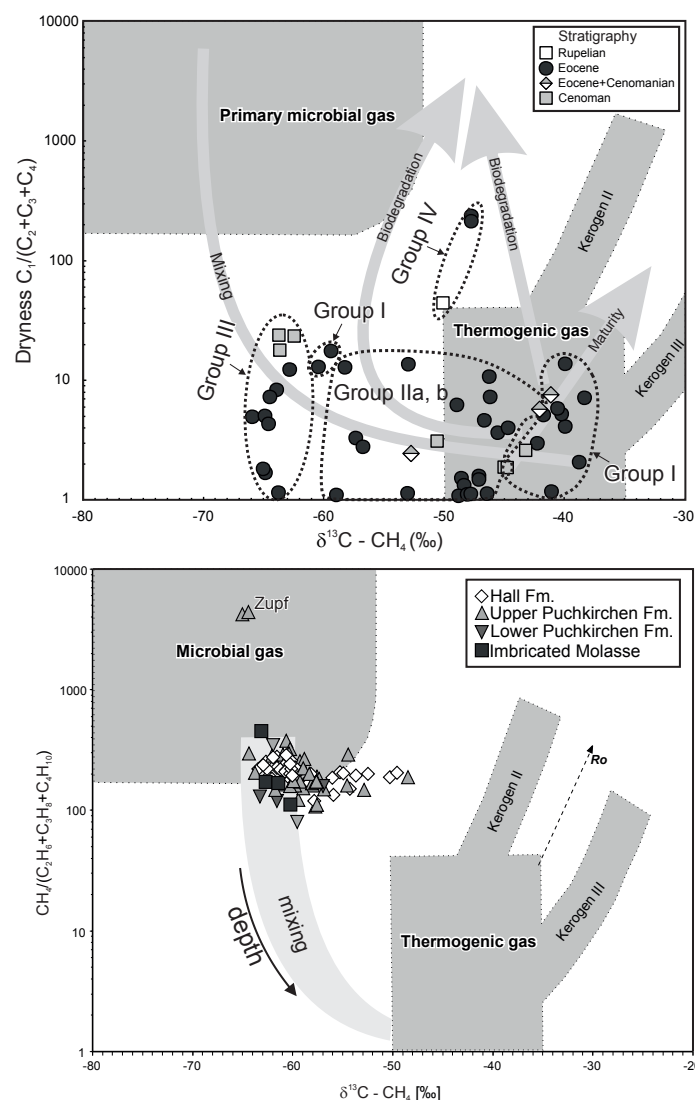 10000
1000
100
10
1
Dryness C₁/(C₂+C₃+C₄)
Stratigraphy
Rupelian
Eocene
Eocene+Cenomanian
Cenoman
Primary microbial gas
Mixing
Biodegradation
Biodegradation
Group IV
Kerogen II
Group III
Group I
Thermogenic gas
Maturity
Kerogen III
Group IIa, b
Group I
-80
-70
-60
-50
-40
-30
δ¹³C - CH₄ (‰)
10000
1000
100
10
1
CH₄/(C₂H₆+C₃H₈+C₄H₁₀)
Zupf
Hall Fm.
Upper Puchkirchen Fm.
Lower Puchkirchen Fm.
Imbricated Molasse
Microbial gas
Ro
Kerogen II
Kerogen III
mixing
depth
Thermogenic gas
-80
-70
-60
-50
-40
-30
-20
δ¹³C - CH₄ [‰]